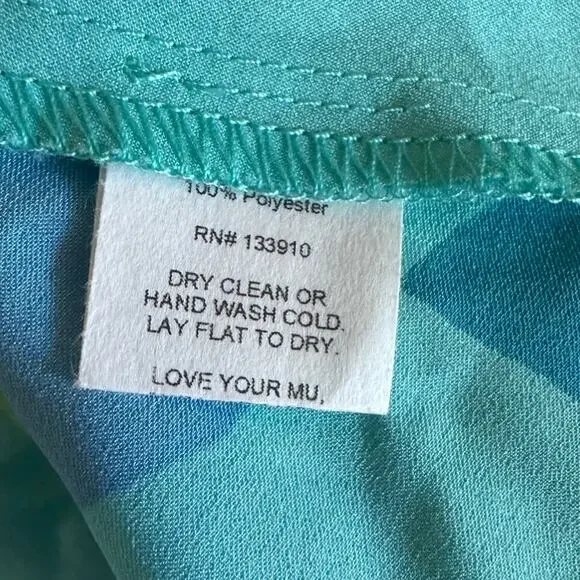 100% Polyester
RN# 133910
DRY CLEAN OR
HAND WASH COLD.
LAY FLAT TO DRY.
LOVE YOUR MU,